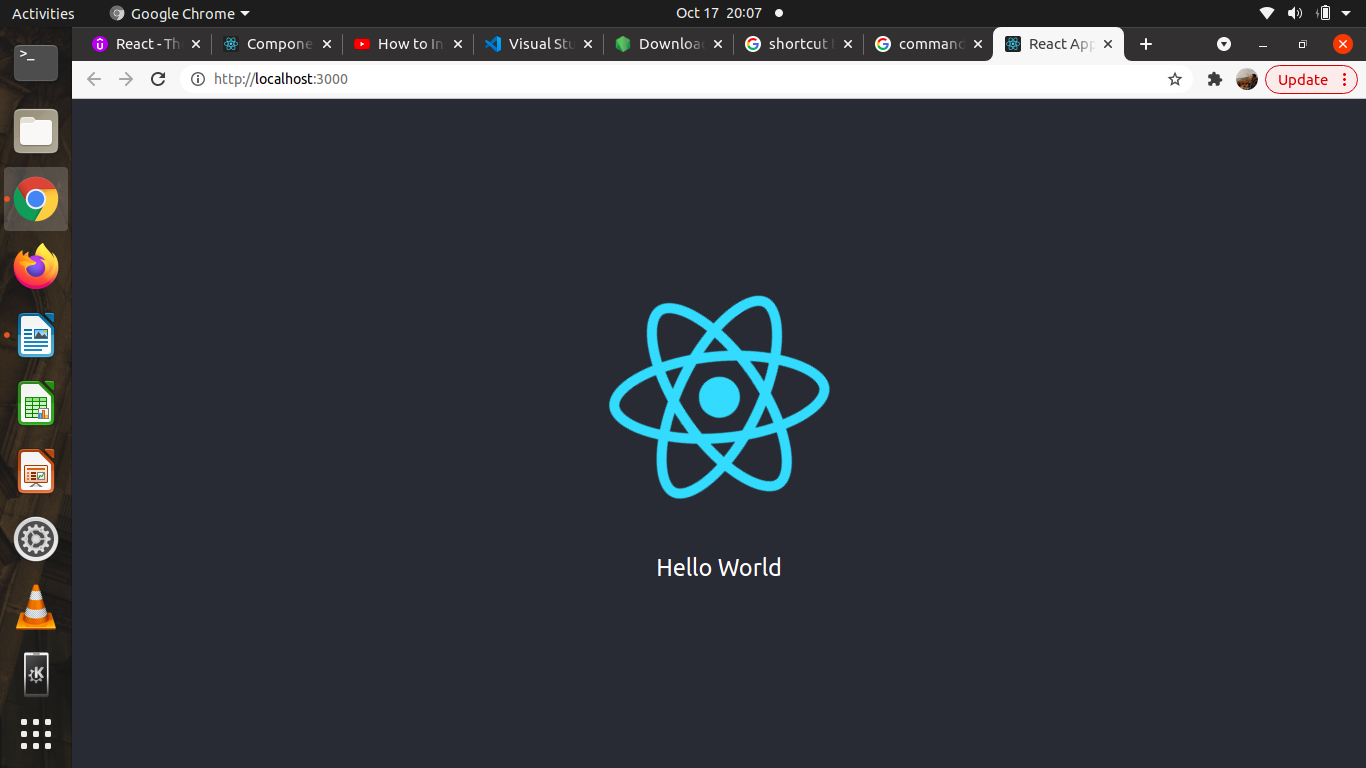 Activities
Google Chrome
Oct 17 20:07
React - Th
Compone
How to In
Visual Stu
Downloa
shortcut
command
React App
http://localhost:3000
Update
>_
Hello World